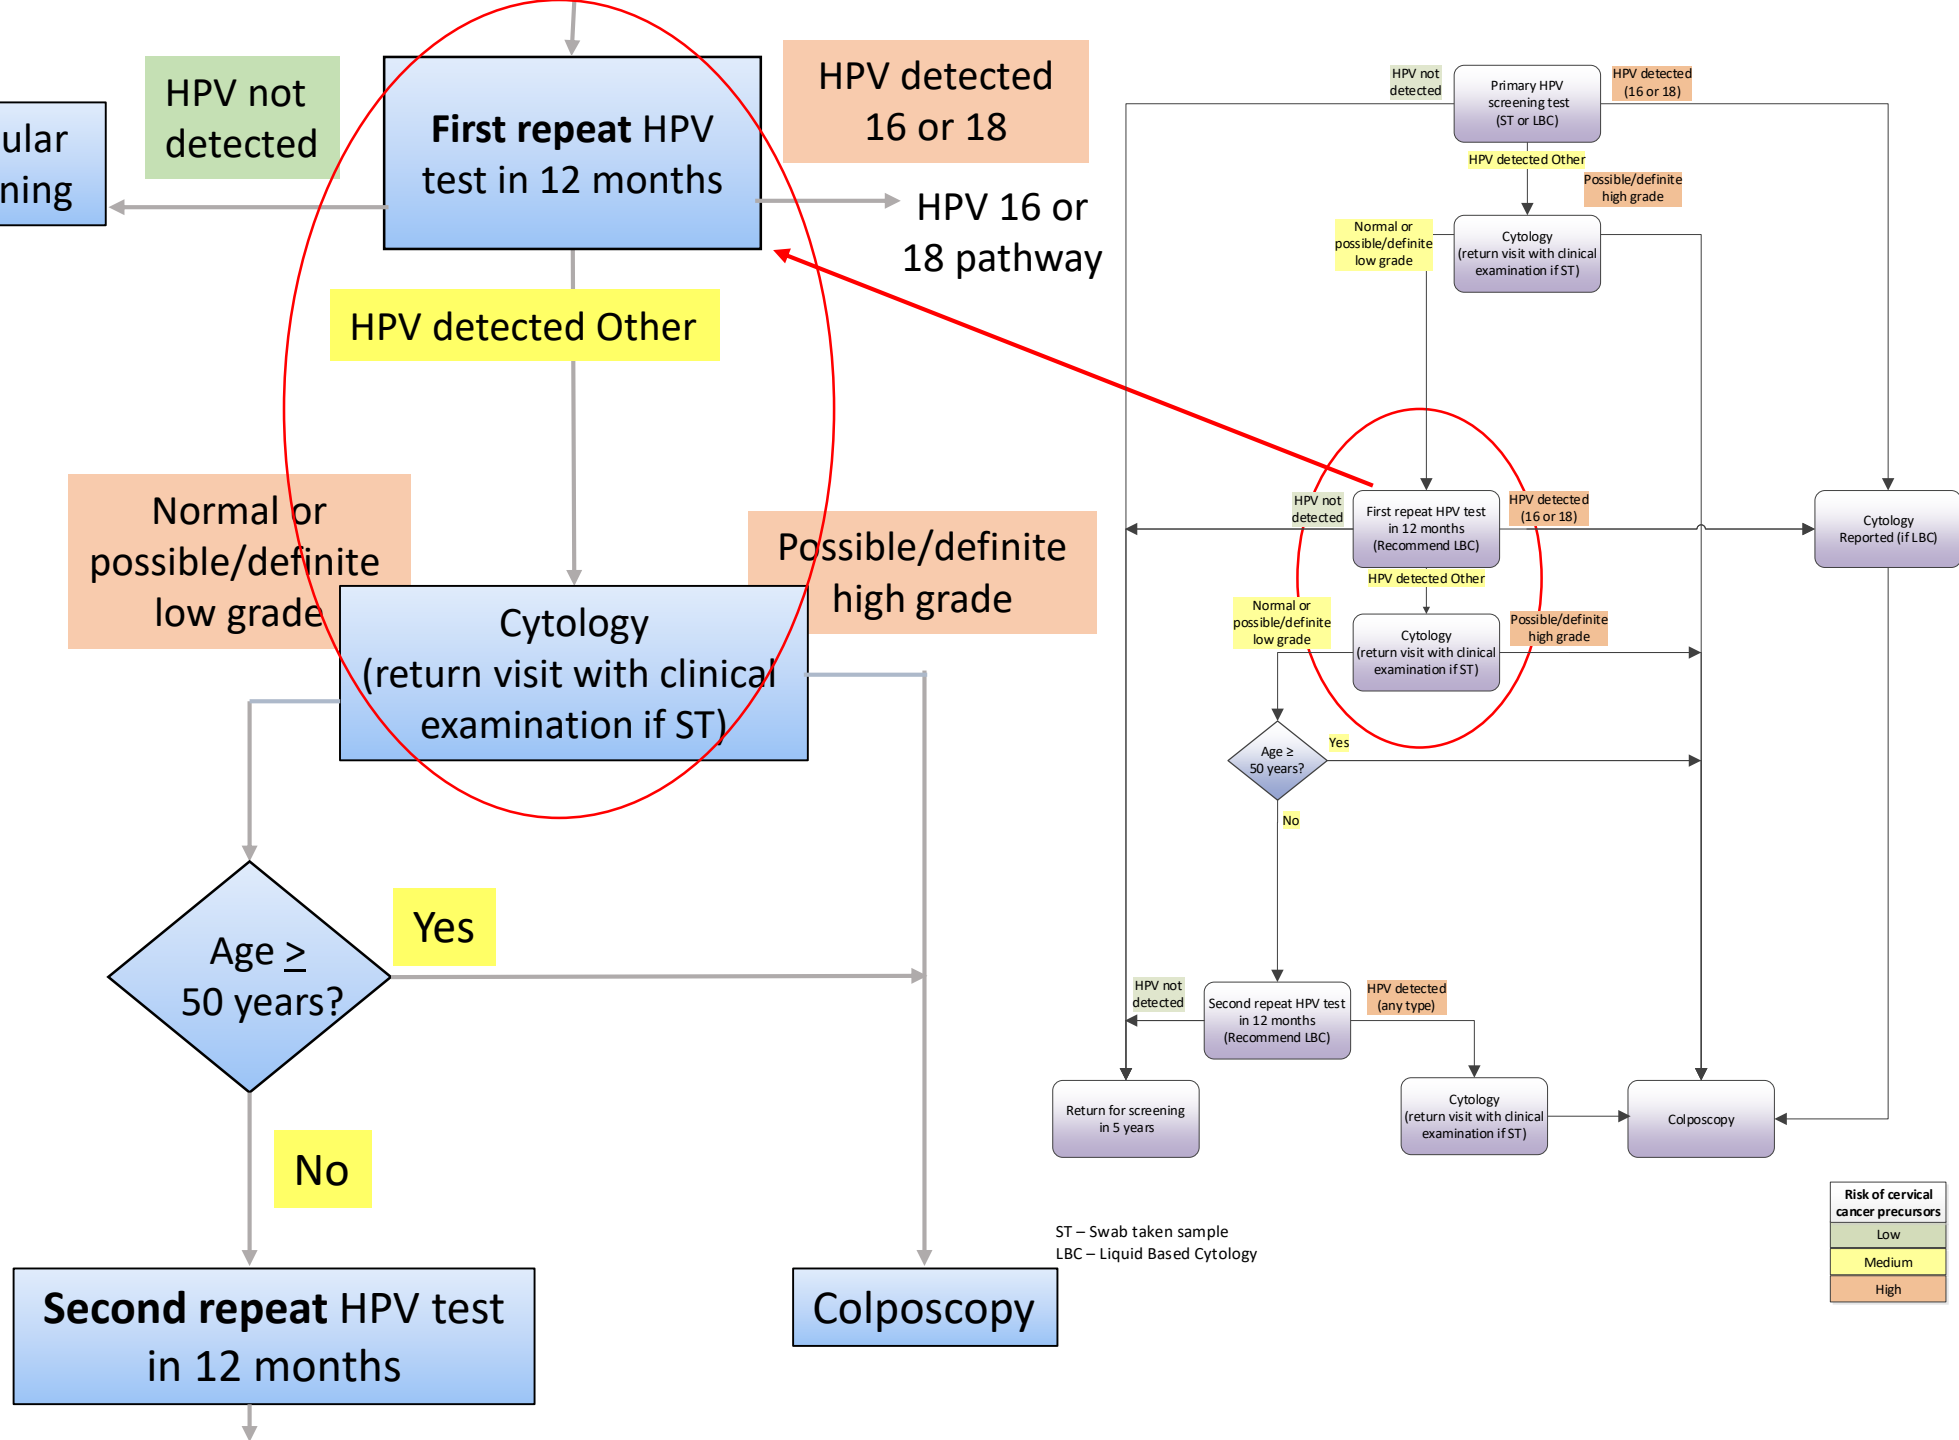 ular
ning
HPV not
detected
First repeat HPV
test in 12 months
HPV detected
16 or 18
HPV 16 or
18 pathway
HPV detected Other
Normal or
possible/definite
low grade
Possible/definite
high grade
Cytology
(return visit with clinical
examination if ST)
Age ≥
50 years?
Yes
No
Second repeat HPV test
in 12 months
Colposcopy
HPV not
detected
Primary HPV
screening test
(ST or LBC)
HPV detected
(16 or 18)
HPV detected Other
Possible/definite
high grade
Normal or
possible/definite
low grade
Cytology
(return visit with clinical
examination if ST)
HPV not
detected
First repeat HPV test
in 12 months
(Recommend LBC)
HPV detected
(16 or 18)
Cytology
Reported (if LBC)
HPV detected Other
Normal or
possible/definite
low grade
Cytology
(return visit with clinical
examination if ST)
Possible/definite
high grade
Age ≥
50 years?
Yes
No
HPV not
detected
Second repeat HPV test
in 12 months
(Recommend LBC)
HPV detected
(any type)
Return for screening
in 5 years
Cytology
(return visit with clinical
examination if ST)
Colposcopy
ST – Swab taken sample
LBC – Liquid Based Cytology
Risk of cervical
cancer precursors
Low
Medium
High